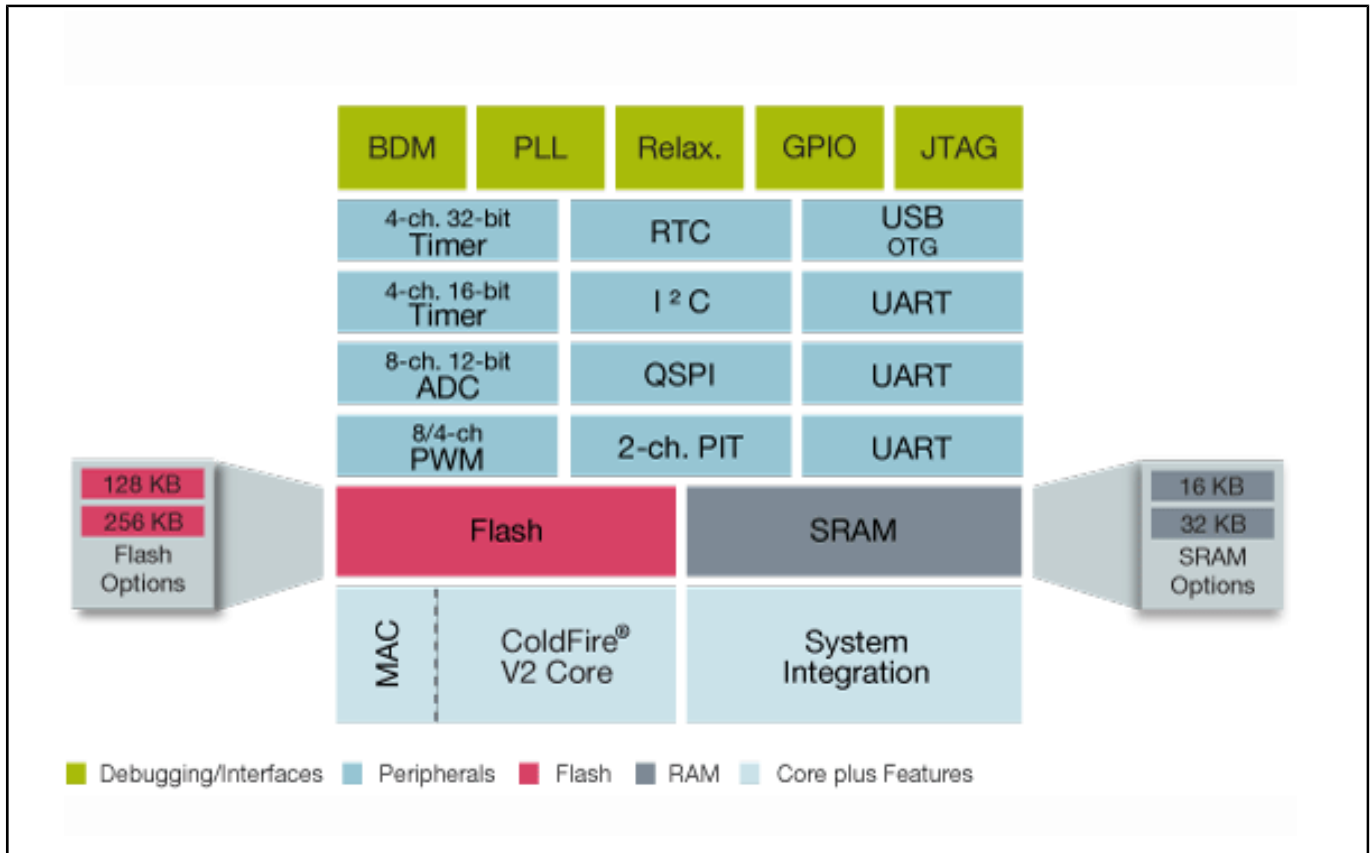 BDM PLL Relax. GPIO JTAG
4-ch. 32-bit
Timer
RTC
USB
OTG
4-ch. 16-bit
Timer
I ² C
UART
8-ch. 12-bit
ADC
QSPI
UART
8/4-ch
PWM
2-ch. PIT
UART
128 KB
256 KB
Flash
Options
Flash
SRAM
16 KB
32 KB
SRAM
Options
MAC
ColdFire®
V2 Core
System
Integration
Debugging/Interfaces Peripherals Flash RAM Core plus Features